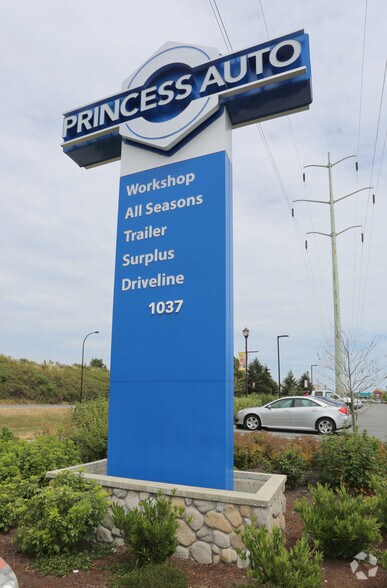 PRINCESS AUTO
Workshop
All Seasons
Trailer
Surplus
Driveline
1037